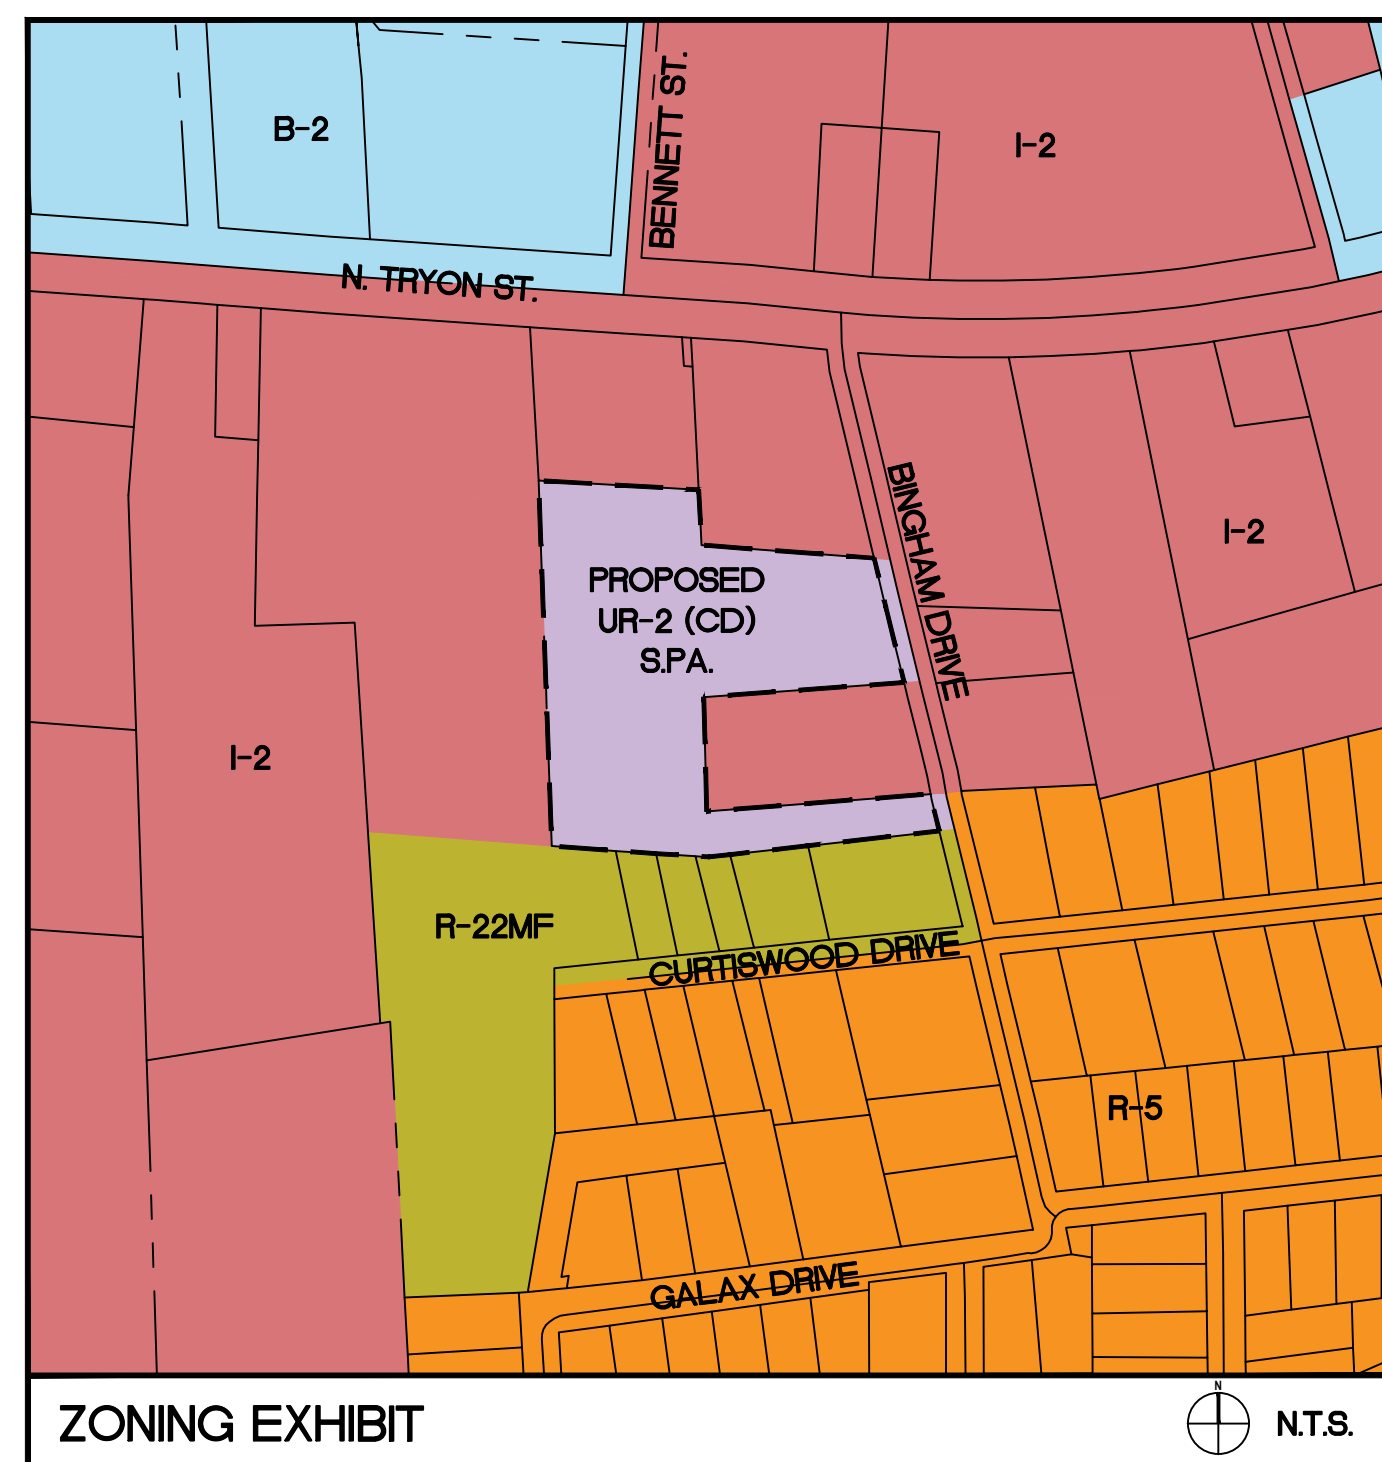 B-2
BENNETT ST.
I-2
N. TRYON ST.
BINGHAM DRIVE
I-2
PROPOSED
UR-2 (CD)
S.PA.
I-2
R-22MF
CURTISWOOD DRIVE
R-5
GALAX DRIVE
ZONING EXHIBIT
N
N.T.S.